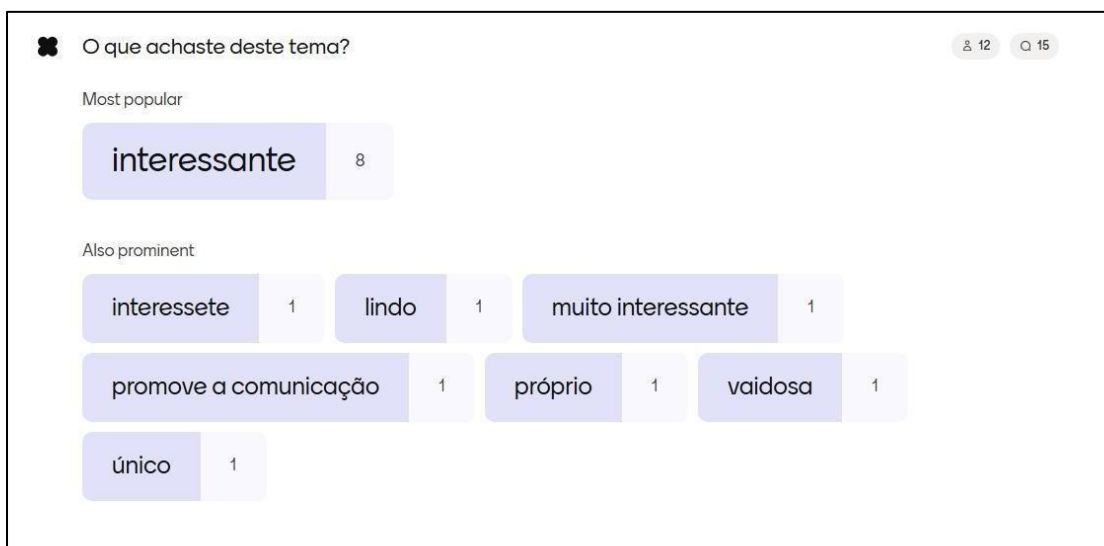 O que achaste deste tema? 12 15
Most popular
interessante 8
Also prominent
interessete 1 lindo 1 muito interessante 1
promove a comunicação 1 próprio 1 vaidosa 1
único 1